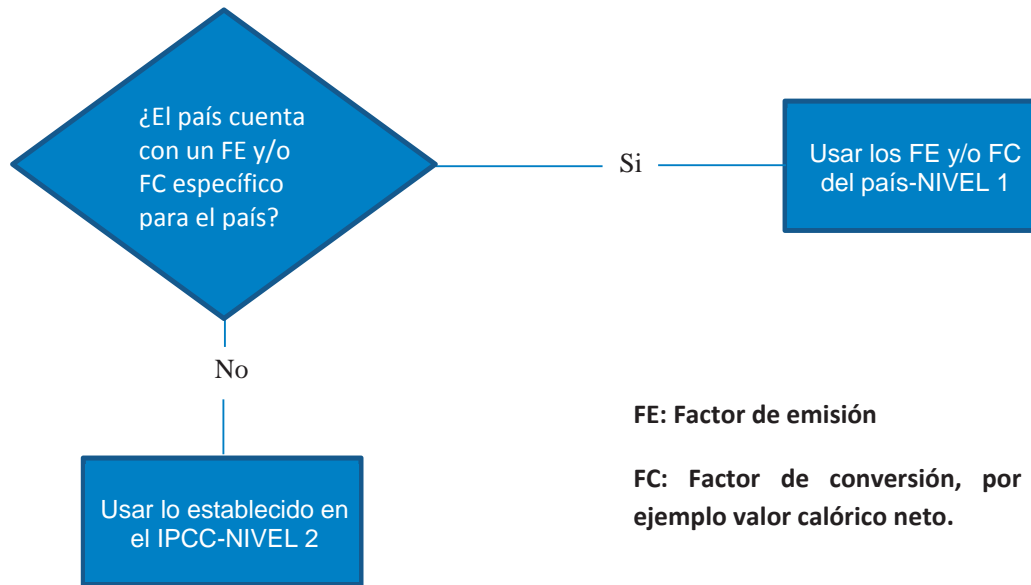 ¿El país cuenta
con un FE y/o
FC específico
para el país?
Si
Usar los FE y/o FC
del país-NIVEL 1
No
Usar lo establecido en
el IPCC-NIVEL 2
FE: Factor de emisión
FC: Factor de conversión, por
ejemplo valor calórico neto.